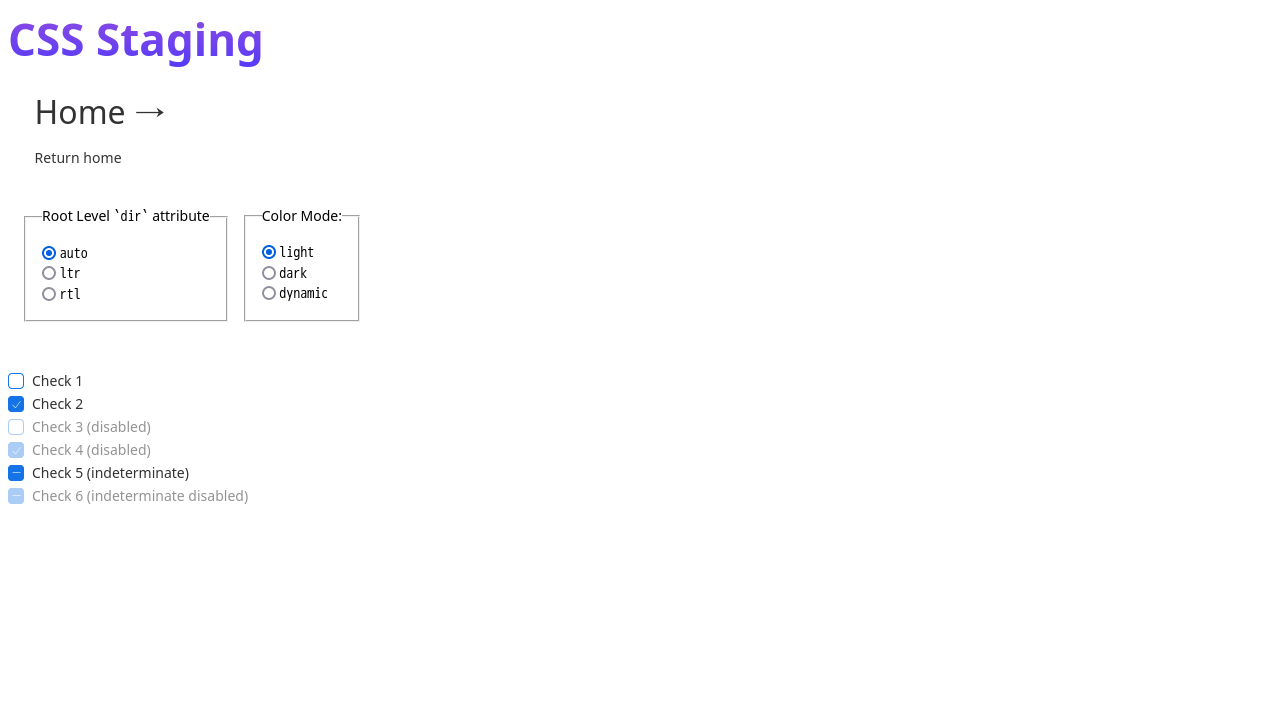 CSS Staging
Home →
Return home
Root Level `dir` attribute
auto
ltr
rtl
Color Mode:
light
dark
dynamic
Check 1
Check 2
Check 3 (disabled)
Check 4 (disabled)
Check 5 (indeterminate)
Check 6 (indeterminate disabled)